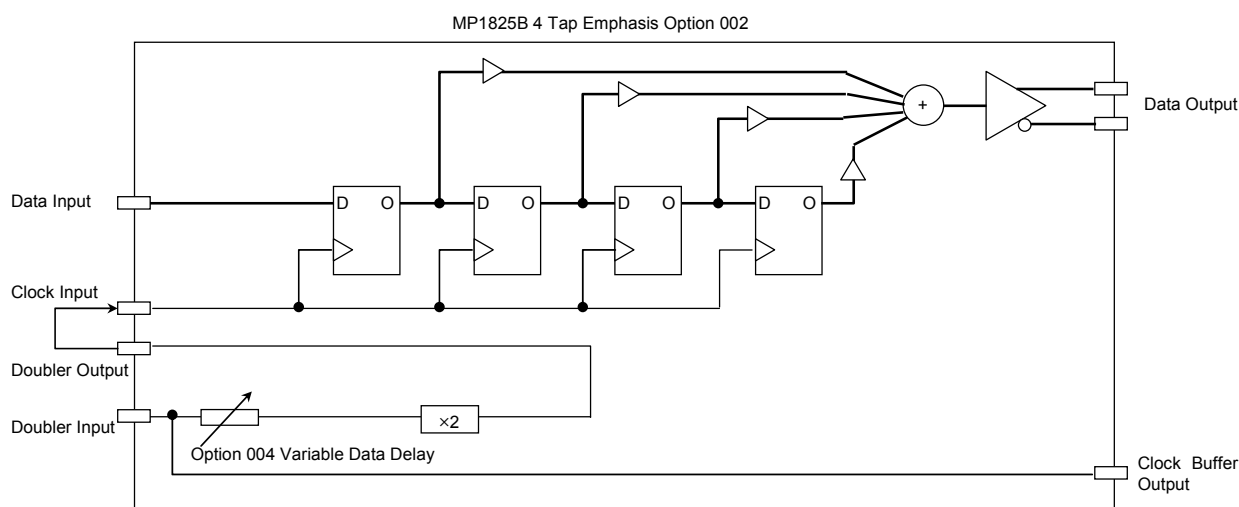 MP1825B 4 Tap Emphasis Option 002
+
Data Output
Data Input
D O
D O
D O
D O
Clock Input
Doubler Output
Doubler Input
×2
Option 004 Variable Data Delay
Clock Buffer
Output